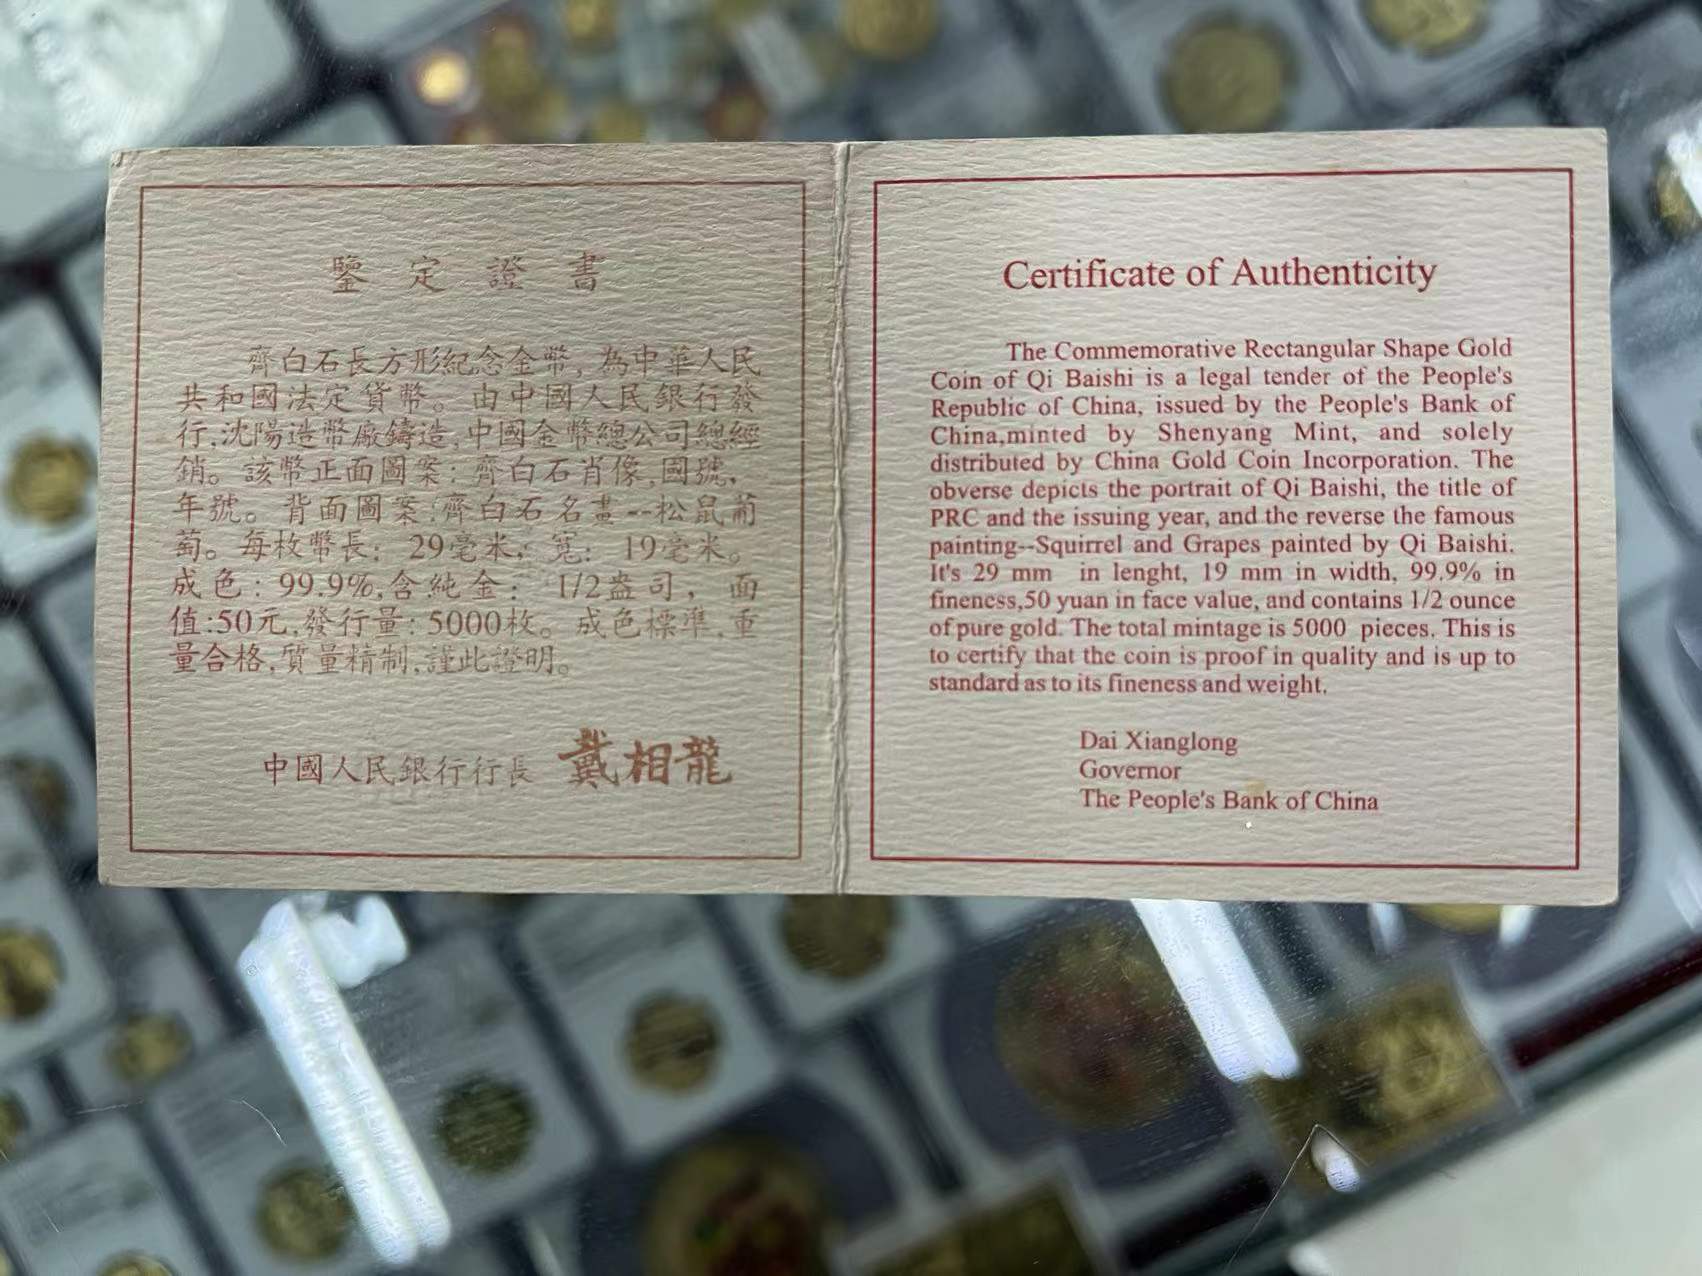 鑒定證書
齊白石長方形紀念金幣,為中華人民
共和國法定貨幣。由中國人民銀行發
行,沈陽造幣廠鑄造,中國金幣總公司總經
銷。該幣正面圖案:齊白石肖像,國號,
年號。背面圖案:齊白石名畫--松鼠葡
萄。每枚幣長:29毫米,寬:19毫米。
成色:99.9%,含純金:1/2盎司,面
值:50元,發行量:5000枚。成色標準,重
量合格,質量精制,謹此證明。
中國人民銀行行長 戴相龍
Certificate of Authenticity
The Commemorative Rectangular Shape Gold
Coin of Qi Baishi is a legal tender of the People's
Republic of China, issued by the People's Bank of
China,minted by Shenyang Mint, and solely
distributed by China Gold Coin Incorporation. The
obverse depicts the portrait of Qi Baishi, the title of
PRC and the issuing year, and the reverse the famous
painting--Squirrel and Grapes painted by Qi Baishi.
It's 29 mm in lenght, 19 mm in width, 99.9% in
fineness,50 yuan in face value, and contains 1/2 ounce
of pure gold. The total mintage is 5000 pieces. This is
to certify that the coin is proof in quality and is up to
standard as to its fineness and weight.
Dai Xianglong
Governor
The People's Bank of China